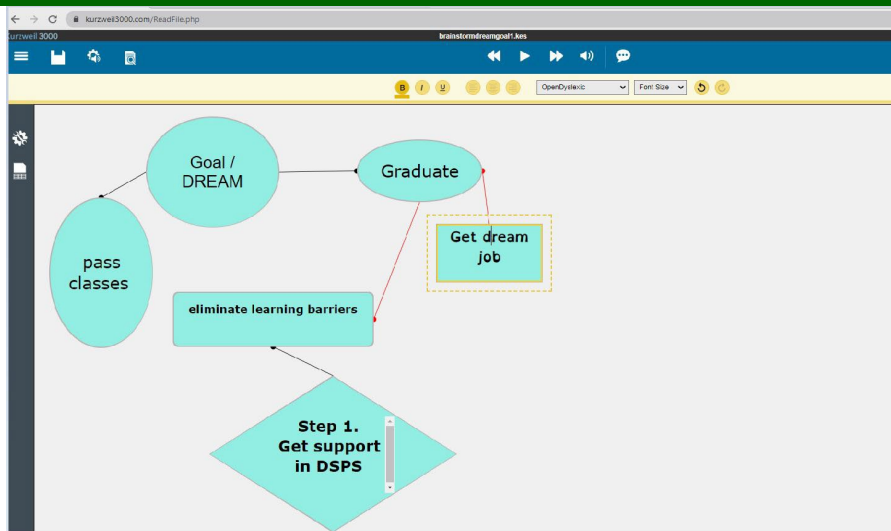 kurzweil3000.com/ReadFile.php
Kurzweil 3000
brainstormdreamgoal1.kes
B I U
OpenDyslexic
Font Size
Goal /
DREAM
Graduate
Get dream
job
pass
classes
eliminate learning barriers
Step 1.
Get support
in DSPS